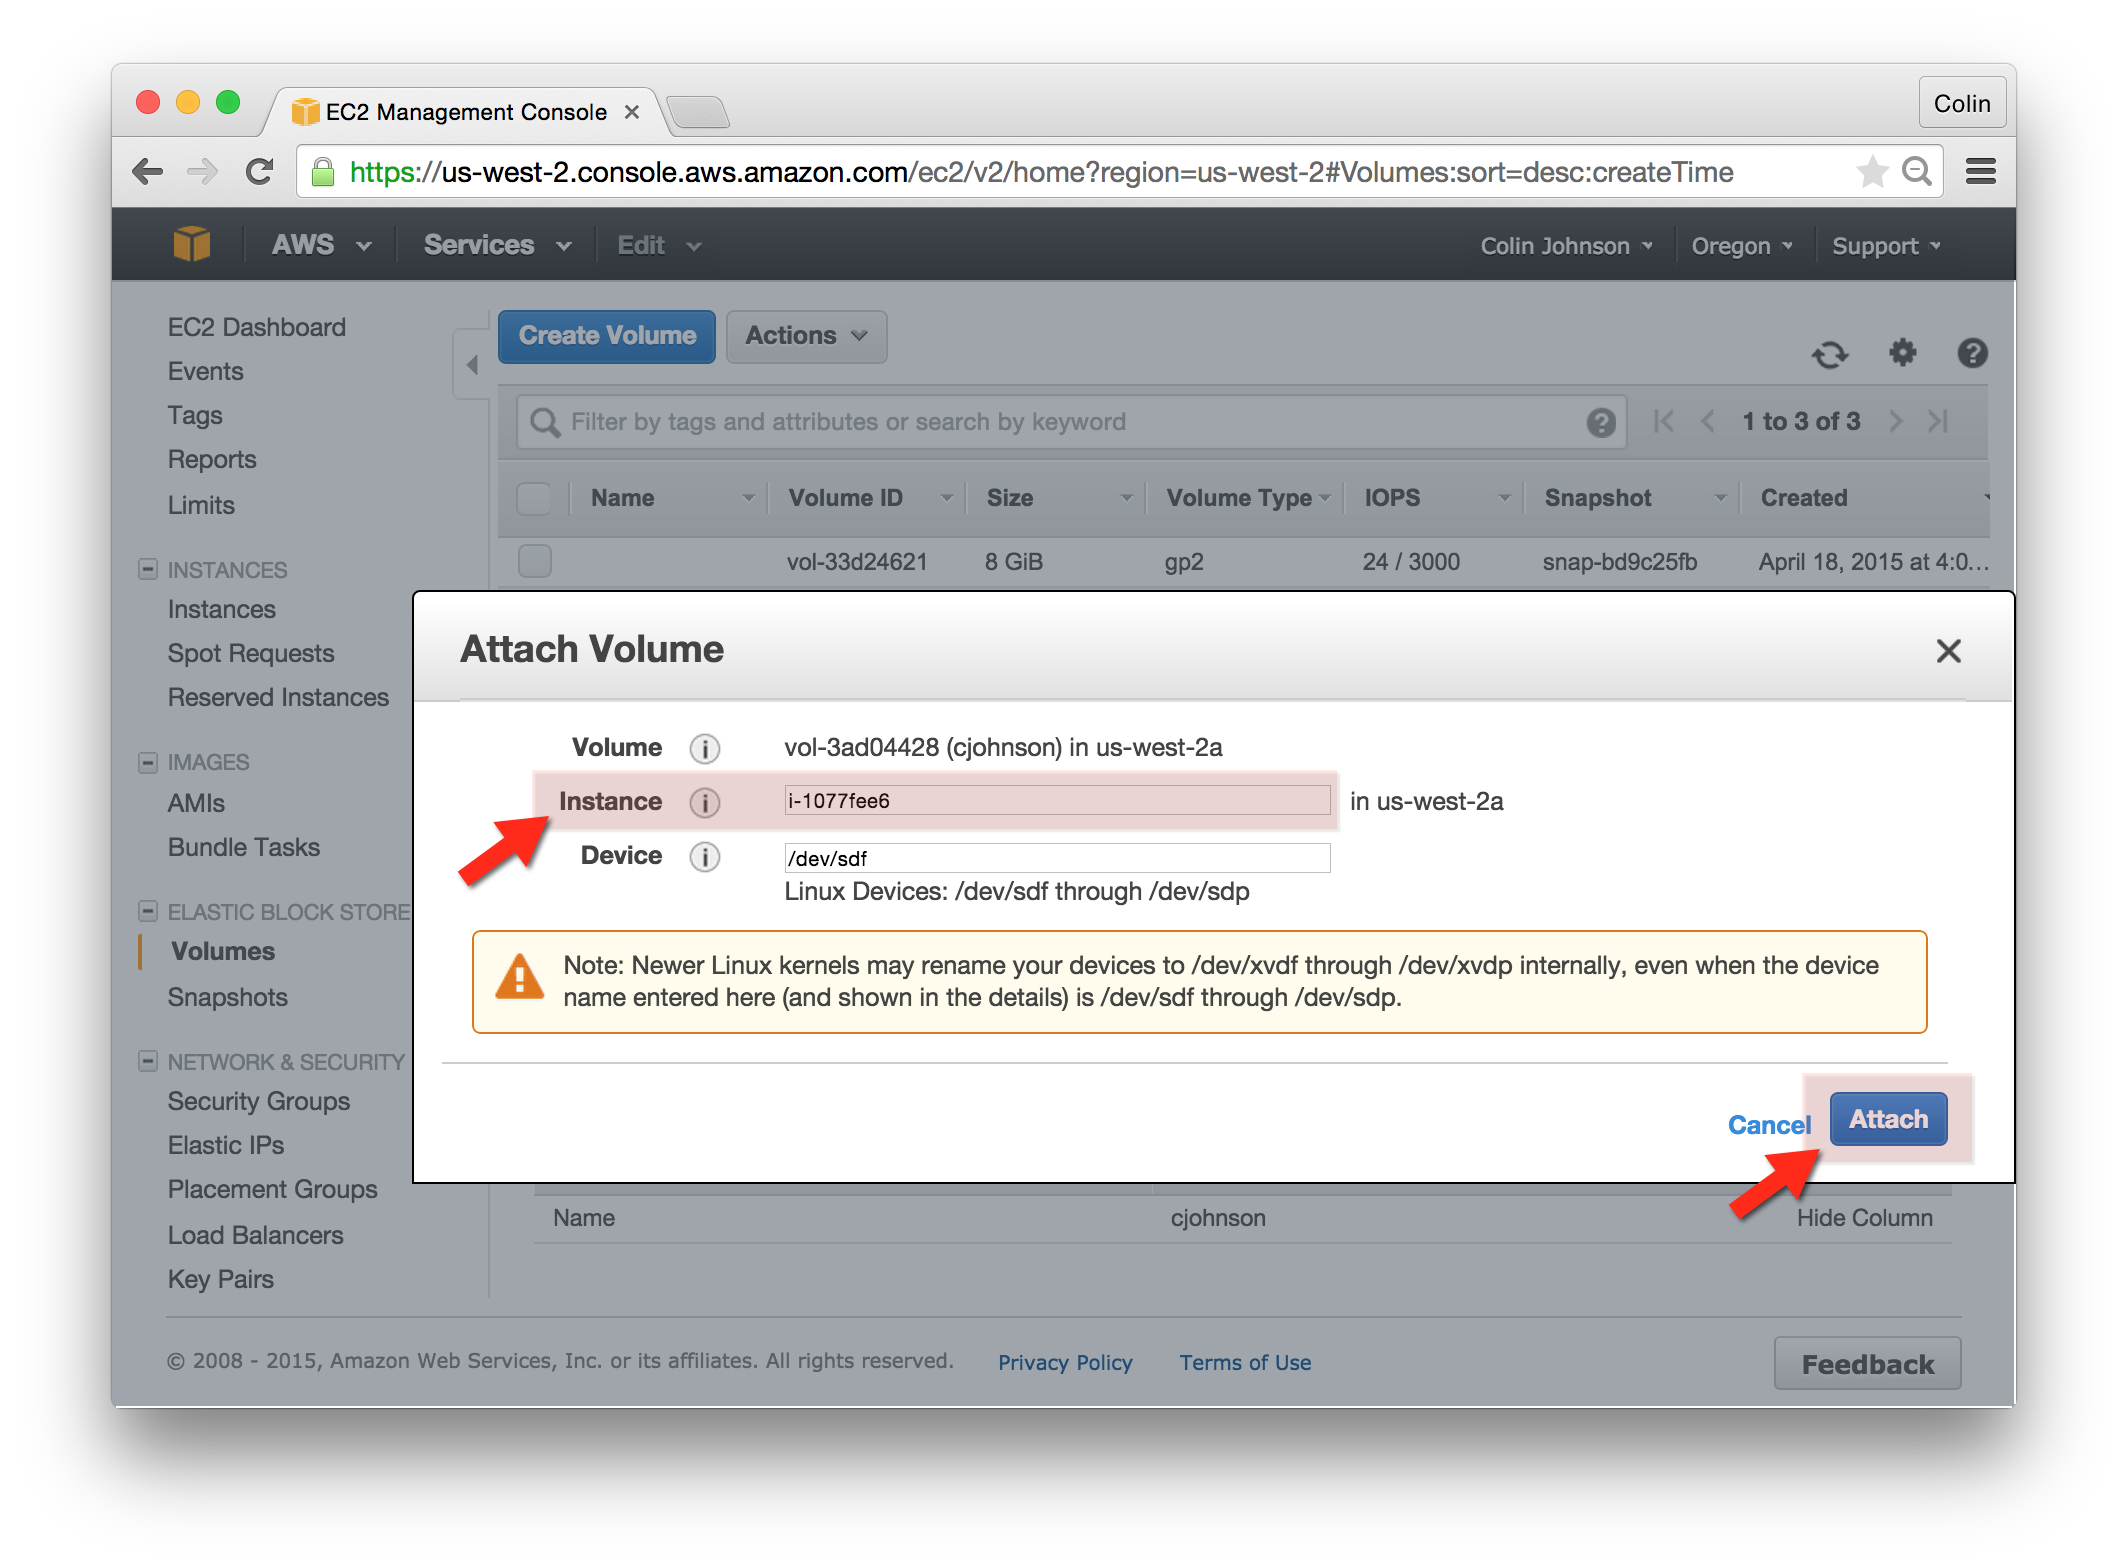 EC2 Management Console
Colin
https://us-west-2.console.aws.amazon.com/ec2/v2/home?region=us-west-2#Volumes:sort=desc:createTime
AWS Services Edit Colin Johnson Oregon Support
EC2 Dashboard
Events
Tags
Reports
Limits
INSTANCES
Instances
Spot Requests
Reserved Instances
IMAGES
AMIs
Bundle Tasks
ELASTIC BLOCK STORE
Volumes
Snapshots
NETWORK & SECURITY
Security Groups
Elastic IPs
Placement Groups
Load Balancers
Key Pairs
Create Volume Actions
Filter by tags and attributes or search by keyword 1 to 3 of 3
Name Volume ID Size Volume Type IOPS Snapshot Created
vol-33d24621 8 GiB gp2 24 / 3000 snap-bd9c25fb April 18, 2015 at 4:0...
Attach Volume
Volume vol-3ad04428 (cjohnson) in us-west-2a
Instance i-1077fee6 in us-west-2a
Device /dev/sdf
Linux Devices: /dev/sdf through /dev/sdp
Note: Newer Linux kernels may rename your devices to /dev/xvdf through /dev/xvdp internally, even when the device
name entered here (and shown in the details) is /dev/sdf through /dev/sdp.
Cancel Attach
Name cjohnson Hide Column
© 2008 - 2015, Amazon Web Services, Inc. or its affiliates. All rights reserved. Privacy Policy Terms of Use Feedback